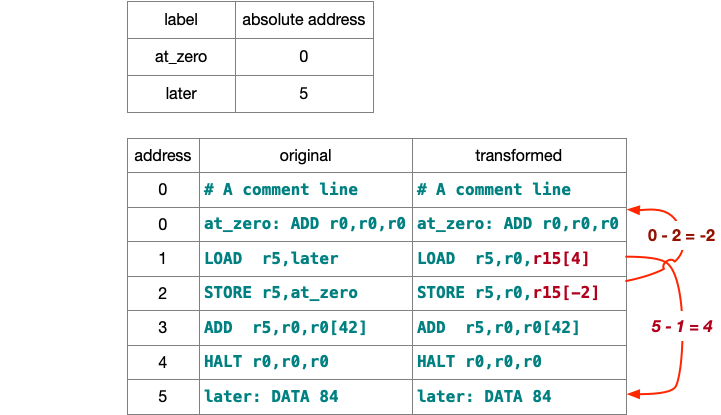 label absolute address
at_zero 0
later 5
address original transformed
0 # A comment line # A comment line
0 at_zero: ADD r0,r0,r0 at_zero: ADD r0,r0,r0
0 - 2 = -2
1 LOAD  r5,later LOAD  r5,r0,r15[4]
2 STORE r5,at_zero STORE r5,r0,r15[-2]
3 ADD  r5,r0,r0[42] ADD  r5,r0,r0[42]
5 - 1 = 4
4 HALT r0,r0,r0 HALT r0,r0,r0
5 later: DATA 84 later: DATA 84